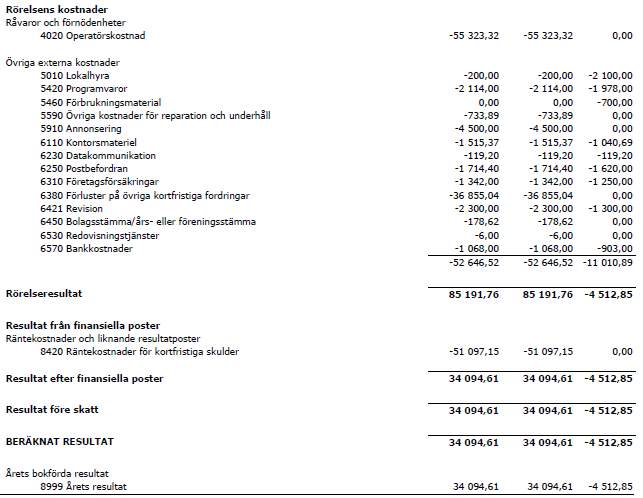 Rörelsens kostnader
Råvaror och förnödenheter
4020 Operatörskostnad -55 323,32 -55 323,32 0,00
Övriga externa kostnader
5010 Lokalhyra -200,00 -200,00 -2 100,00
5420 Programvaror -2 114,00 -2 114,00 -1 978,00
5460 Förbrukningsmaterial 0,00 0,00 -700,00
5590 Övriga kostnader för reparation och underhåll -733,89 -733,89 0,00
5910 Annonsering -4 500,00 -4 500,00 0,00
6110 Kontorsmateriel -1 515,37 -1 515,37 -1 040,69
6230 Datakommunikation -119,20 -119,20 -119,20
6250 Postbefordran -1 714,40 -1 714,40 -1 620,00
6310 Företagsförsäkringar -1 342,00 -1 342,00 -1 250,00
6380 Förluster på övriga kortfristiga fordringar -36 855,04 -36 855,04 0,00
6421 Revision -2 300,00 -2 300,00 -1 300,00
6450 Bolagsstämma/års- eller föreningsstämma -178,62 -178,62 0,00
6530 Redovisningstjänster -6,00 -6,00 0,00
6570 Bankkostnader -1 068,00 -1 068,00 -903,00
-52 646,52 -52 646,52 -11 010,89
Rörelseresultat 85 191,76 85 191,76 -4 512,85
Resultat från finansiella poster
Räntekostnader och liknande resultatposter
8420 Räntekostnader för kortfristiga skulder -51 097,15 -51 097,15 0,00
Resultat efter finansiella poster 34 094,61 34 094,61 -4 512,85
Resultat före skatt 34 094,61 34 094,61 -4 512,85
BERÄKNAT RESULTAT 34 094,61 34 094,61 -4 512,85
Årets bokförda resultat
8999 Årets resultat 34 094,61 34 094,61 -4 512,85